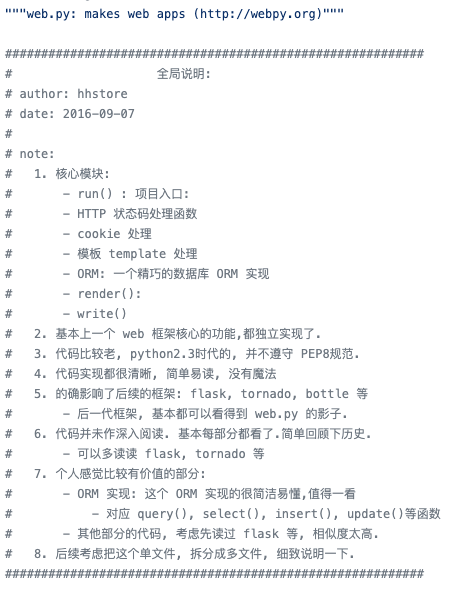 """web.py: makes web apps (http://webpy.org)"""
##########################################################
# 全局说明:
# author: hhstore
# date: 2016-09-07
#
# note:
# 1. 核心模块:
# - run() : 项目入口:
# - HTTP 状态码处理函数
# - cookie 处理
# - 模板 template 处理
# - ORM: 一个精巧的数据库 ORM 实现
# - render():
# - write()
# 2. 基本上一个 web 框架核心的功能,都独立实现了.
# 3. 代码比较老, python2.3时代的, 并不遵守 PEP8规范.
# 4. 代码实现都很清晰, 简单易读, 没有魔法
# 5. 的确影响了后续的框架: flask, tornado, bottle 等
# - 后一代框架, 基本都可以看得到 web.py 的影子.
# 6. 代码并未作深入阅读. 基本每部分都看了.简单回顾下历史.
# - 可以多读读 flask, tornado 等
# 7. 个人感觉比较有价值的部分:
# - ORM 实现: 这个 ORM 实现的很简洁易懂,值得一看
# - 对应 query(), select(), insert(), update()等函数
# - 其他部分的代码, 考虑先读过 flask 等, 相似度太高.
# 8. 后续考虑把这个单文件, 拆分成多文件, 细致说明一下.
##########################################################